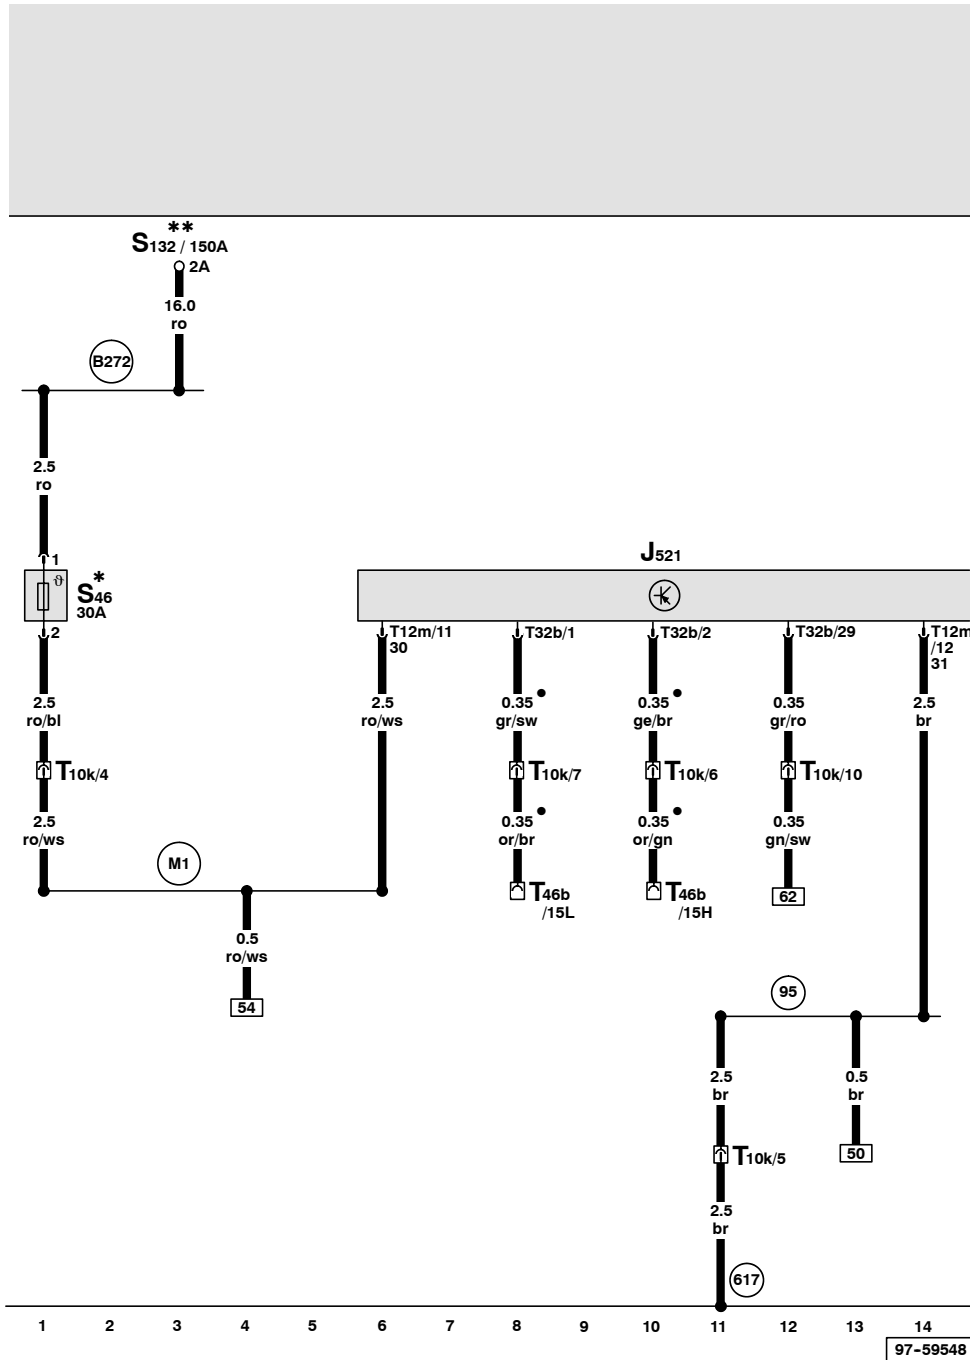 **
S132 / 150A
2A
16.0
ro
B272
2.5
ro
1
ϑ
*
S46
30A
2
J521
T12m/11
30
T32b/1
T32b/2
T32b/29
T12m
/12
31
2.5
ro/bl
2.5
ro/ws
0.35
gr/sw
0.35
ge/br
0.35
gr/ro
2.5
br
T10k/4
T10k/7
T10k/6
T10k/10
2.5
ro/ws
0.35
or/br
0.35
or/gn
0.35
gn/sw
M1
T46b
/15L
T46b
/15H
62
0.5
ro/ws
54
95
2.5
br
0.5
br
T10k/5
50
2.5
br
617
1 2 3 4 5 6 7 8 9 10 11 12 13 14
97-59548